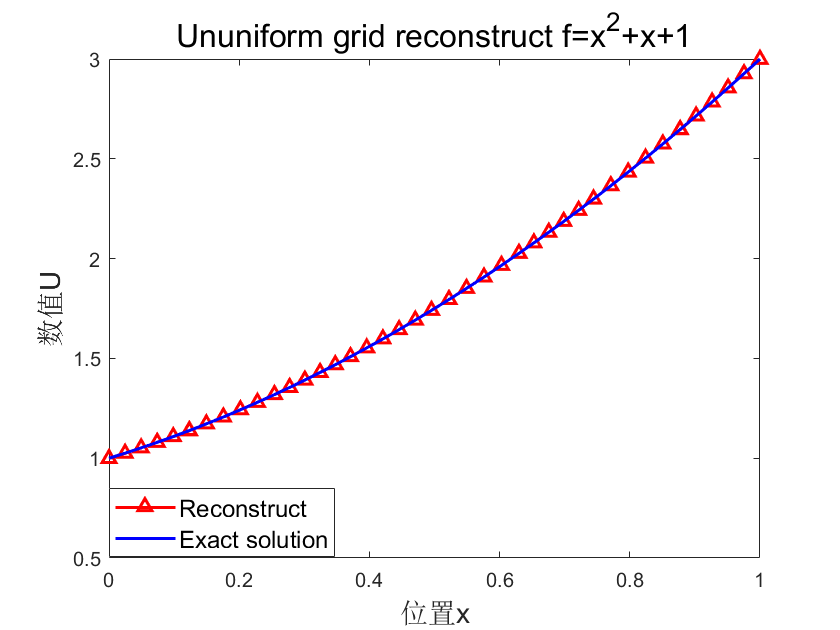 Ununiform grid reconstruct f=x²+x+1
3
2.5
2
1.5
1
0.5
数值U
Reconstruct
Exact solution
0
0.2
0.4
0.6
0.8
1
位置x